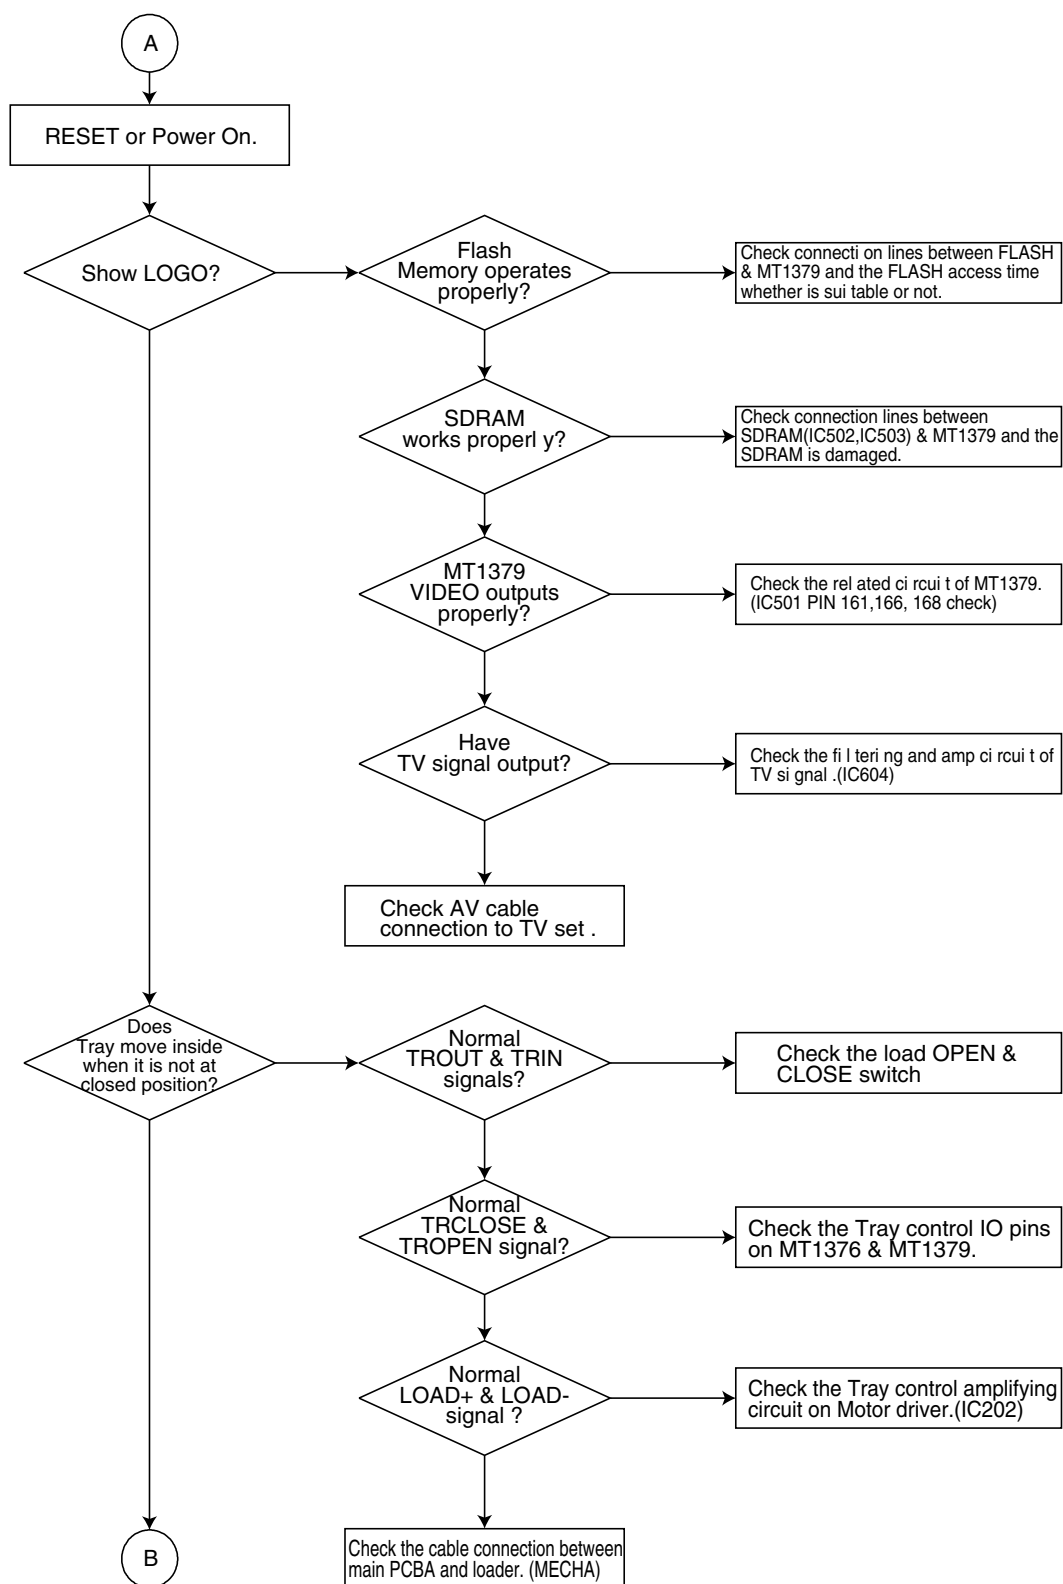 A
RESET or Power On.
Show LOGO?
Flash
Memory operates
properly?
Check connecti on lines between FLASH
& MT1379 and the FLASH access time
whether is sui table or not.
SDRAM
works properl y?
Check connection lines between
SDRAM(IC502,IC503) & MT1379 and the
SDRAM is damaged.
MT1379
VIDEO outputs
properly?
Check the rel ated ci rcui t of MT1379.
(IC501 PIN 161,166, 168 check)
Have
TV signal output?
Check the fi l teri ng and amp ci rcui t of
TV si gnal .(IC604)
Check AV cable
connection to TV set .
Does
Tray move inside
when it is not at
closed position?
Normal
TROUT & TRIN
signals?
Check the load OPEN &
CLOSE switch
Normal
TRCLOSE &
TROPEN signal?
Check the Tray control IO pins
on MT1376 & MT1379.
Normal
LOAD+ & LOAD-
signal ?
Check the Tray control amplifying
circuit on Motor driver.(IC202)
Check the cable connection between
main PCBA and loader. (MECHA)
B